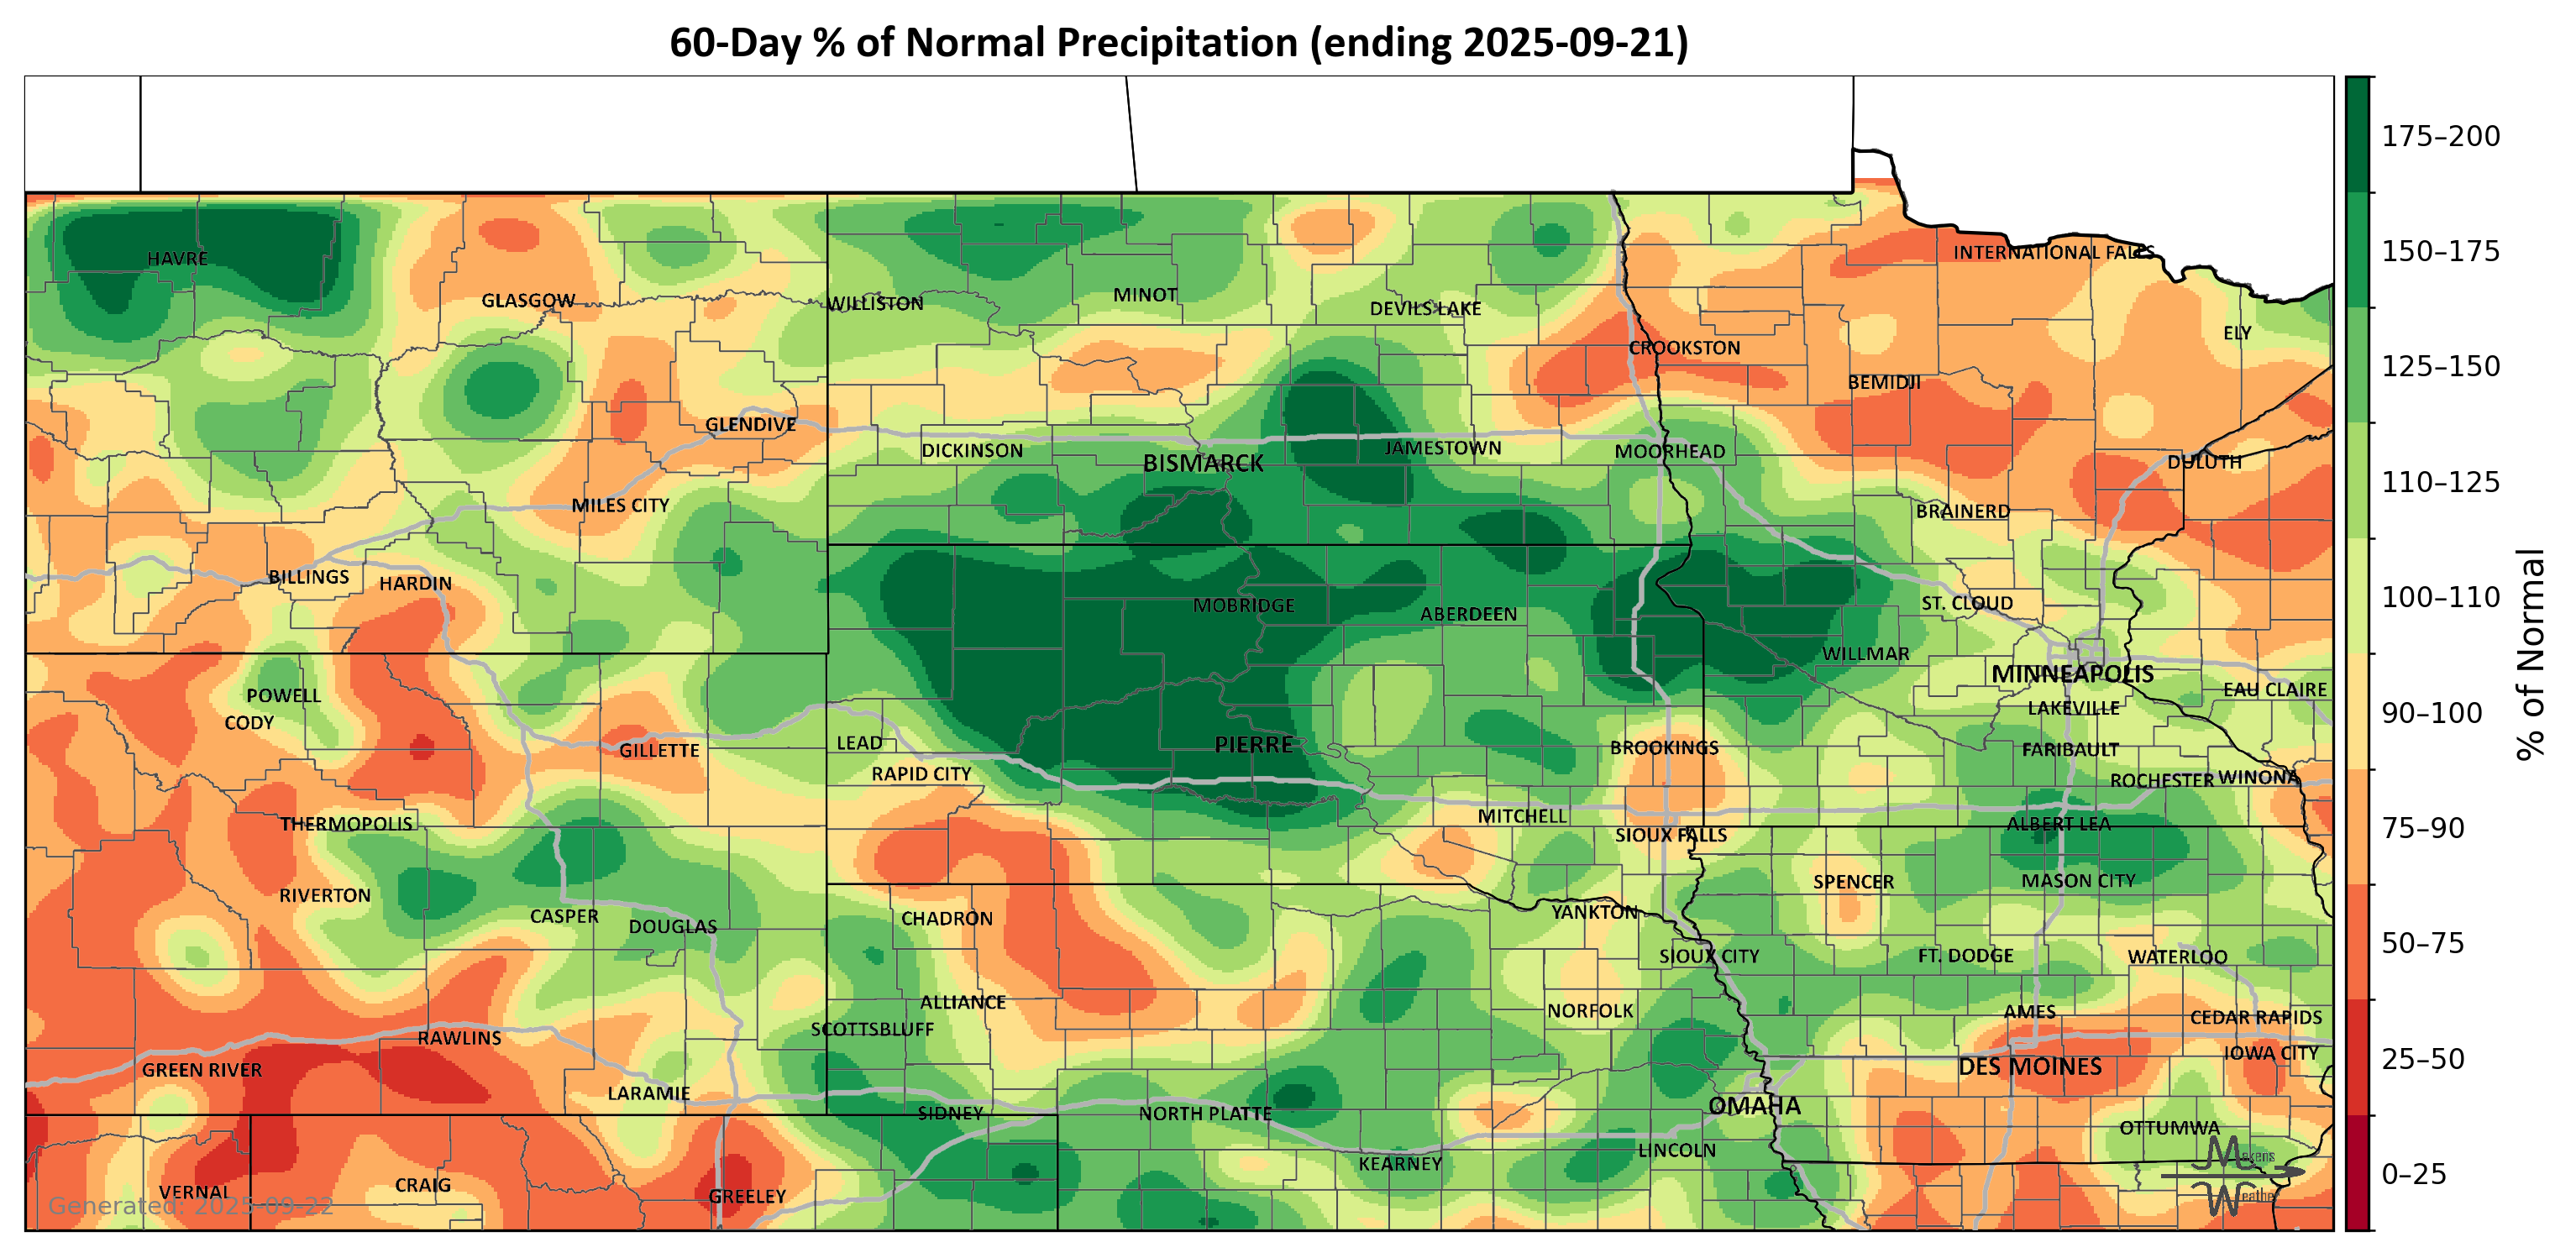 60-Day % of Normal Precipitation (ending 2025-09-21)
HAVRE
INTERNATIONAL FALLS
GLASGOW
WILLISTON
MINOT
DEVILS LAKE
ELY
CROOKSTON
BEMIDJI
GLENDIVE
DICKINSON
BISMARCK
JAMESTOWN
MOORHEAD
DULUTH
MILES CITY
BRAINERD
BILLINGS
HARDIN
MOBRIDGE
ABERDEEN
ST. CLOUD
WILLMAR
MINNEAPOLIS
POWELL
EAU CLAIRE
CODY
LAKEVILLE
GILLETTE
LEAD
PIERRE
BROOKINGS
FARIBAULT
RAPID CITY
ROCHESTER
WINONA
THERMOPOLIS
MITCHELL
SIOUX FALLS
ALBERT LEA
RIVERTON
SPENCER
MASON CITY
CASPER
DOUGLAS
CHADRON
YANKTON
SIOUX CITY
FT. DODGE
WATERLOO
ALLIANCE
NORFOLK
AMES
CEDAR RAPIDS
SCOTTSBLUFF
RAWLINS
IOWA CITY
GREEN RIVER
DES MOINES
LARAMIE
SIDNEY
NORTH PLATTE
OMAHA
OTTUMWA
KEARNEY
LINCOLN
VERNAL
CRAIG
GREELEY
Generated: 2025-09-22
Makens
Weather
175–200
150–175
125–150
110–125
100–110
90–100
75–90
50–75
25–50
0–25
% of Normal